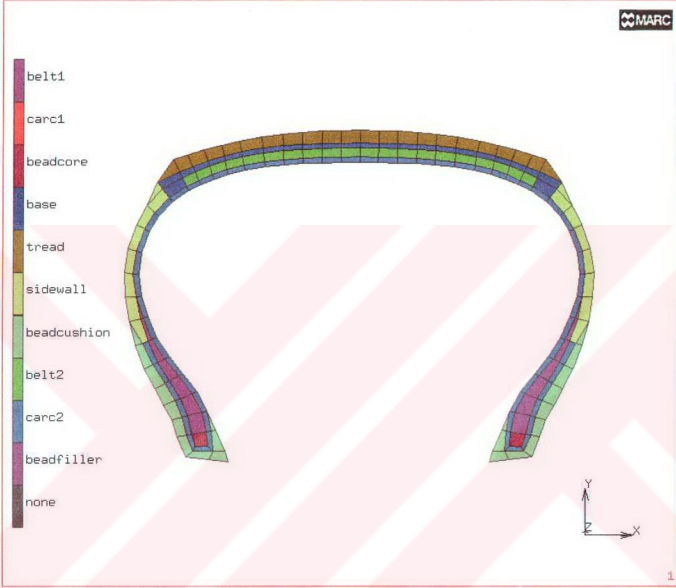 MARC
belt1
carc1
beadcore
base
tread
sidewall
beadcushion
belt2
carc2
beadfiller
none
Y
Z X
1